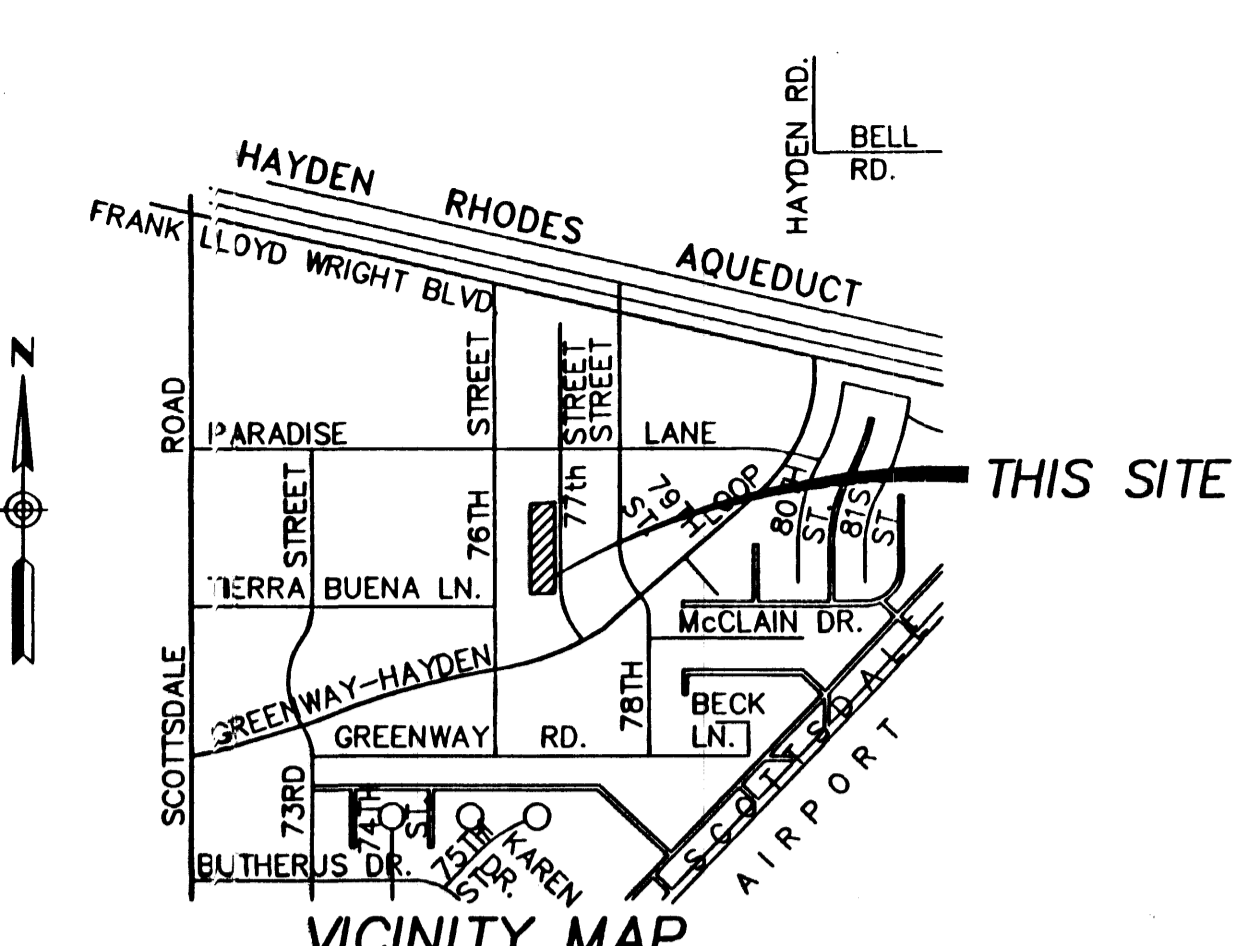 HAYDEN RD.
BELL
RD.
HAYDEN RHODES AQUEDUCT
FRANK LLOYD WRIGHT BLVD
N
SCOTTSDALE ROAD
PARADISE LANE
73RD STREET
76TH STREET
77th STREET
78TH STREET
79TH
ST.
LOOP
80TH
ST.
81ST
ST.
THIS SITE
TIERRA BUENA LN.
McCLAIN DR.
GREENWAY-HAYDEN
BECK
LN.
GREENWAY RD.
74TH
ST.
75TH
ST.
KAREN
DR.
BUTHERUS DR.
SCOTTSDALE
AIRPORT
VICINITY MAP